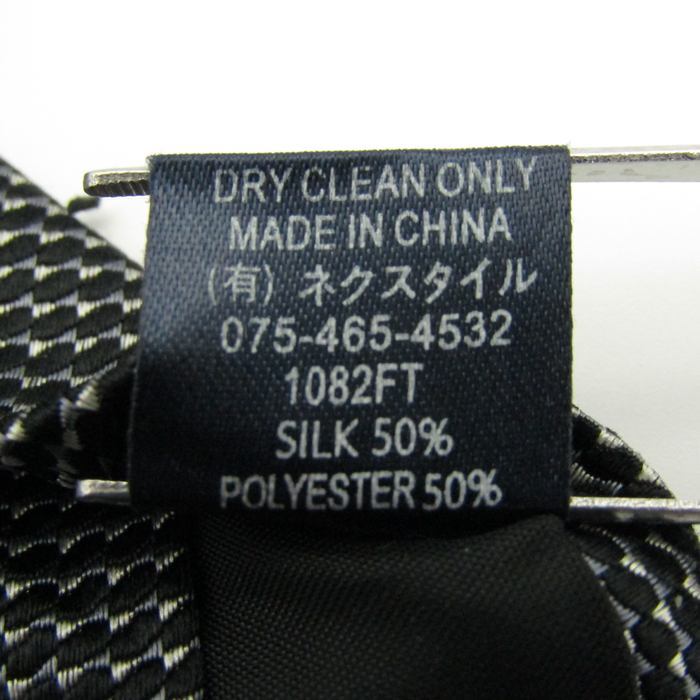 DRY CLEAN ONLY
MADE IN CHINA
(有) ネクスタイル
075-465-4532
1082FT
SILK 50%
POLYESTER 50%